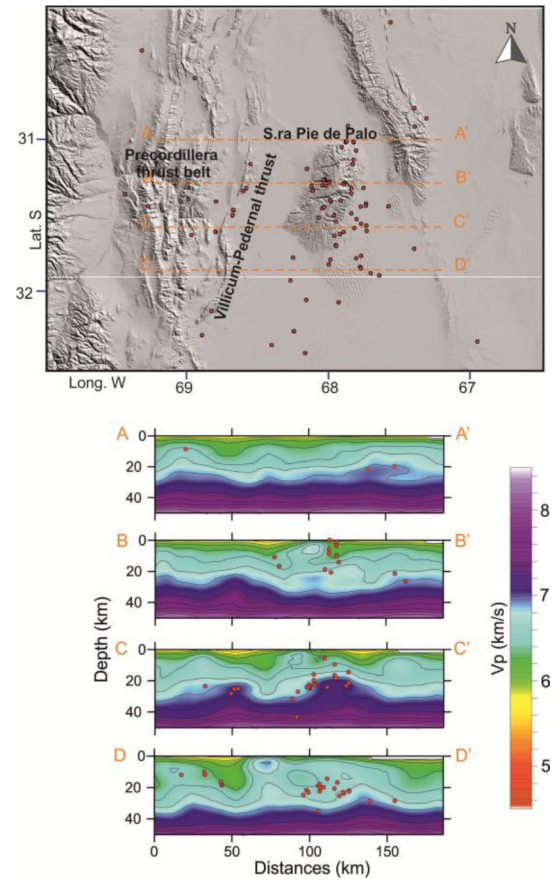 N
31
A
S.ra Pie de Palo
A'
Precordillera
thrust belt
B'
Villicum-Pedernal thrust
Lat. S
C
C'
D
D'
32
Long. W
69
68
67
A
A'
0
20
40
B
B'
0
20
40
C
C'
0
20
40
D
D'
0
20
40
0
50
100
150
Distances (km)
Depth (km)
8
7
6
5
Vp (km/s)